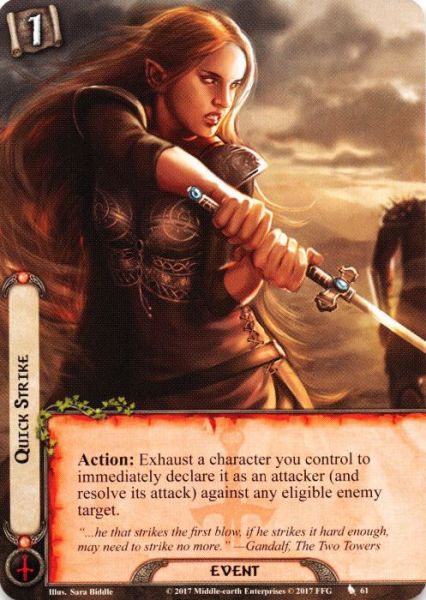 1
QUICK STRIKE
Action: Exhaust a character you control to
immediately declare it as an attacker (and
resolve its attack) against any eligible enemy
target.
“...he that strikes the first blow, if he strikes it hard enough,
may need to strike no more.” —Gandalf, The Two Towers
EVENT
Illus. Sara Biddle
© 2017 Middle-earth Enterprises © 2017 FFG
61